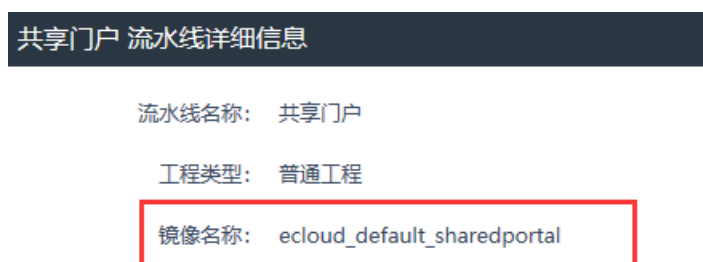 共享门户 流水线详细信息
流水线名称: 共享门户
工程类型: 普通工程
镜像名称: ecloud_default_sharedportal